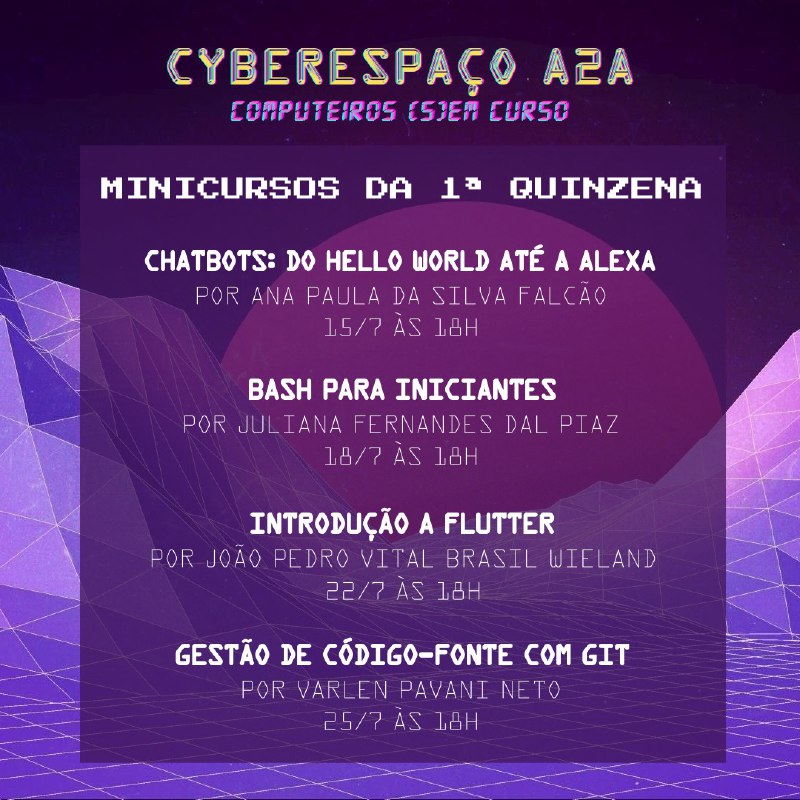 CYBERESPAÇO A2A
COMPUTEIROS (S)EM CURSO
MINICURSOS DA 1ª QUINZENA
CHATBOTS: DO HELLO WORLD ATÉ A ALEXA
POR ANA PAULA DA SILVA FALCÃO
15/7 ÀS 18H
BASH PARA INICIANTES
POR JULIANA FERNANDES DAL PIAZ
18/7 ÀS 18H
INTRODUÇÃO A FLUTTER
POR JOÃO PEDRO VITAL BRASIL WIELAND
22/7 ÀS 18H
GESTÃO DE CÓDIGO-FONTE COM GIT
POR VARLEN PAVANI NETO
25/7 ÀS 18H